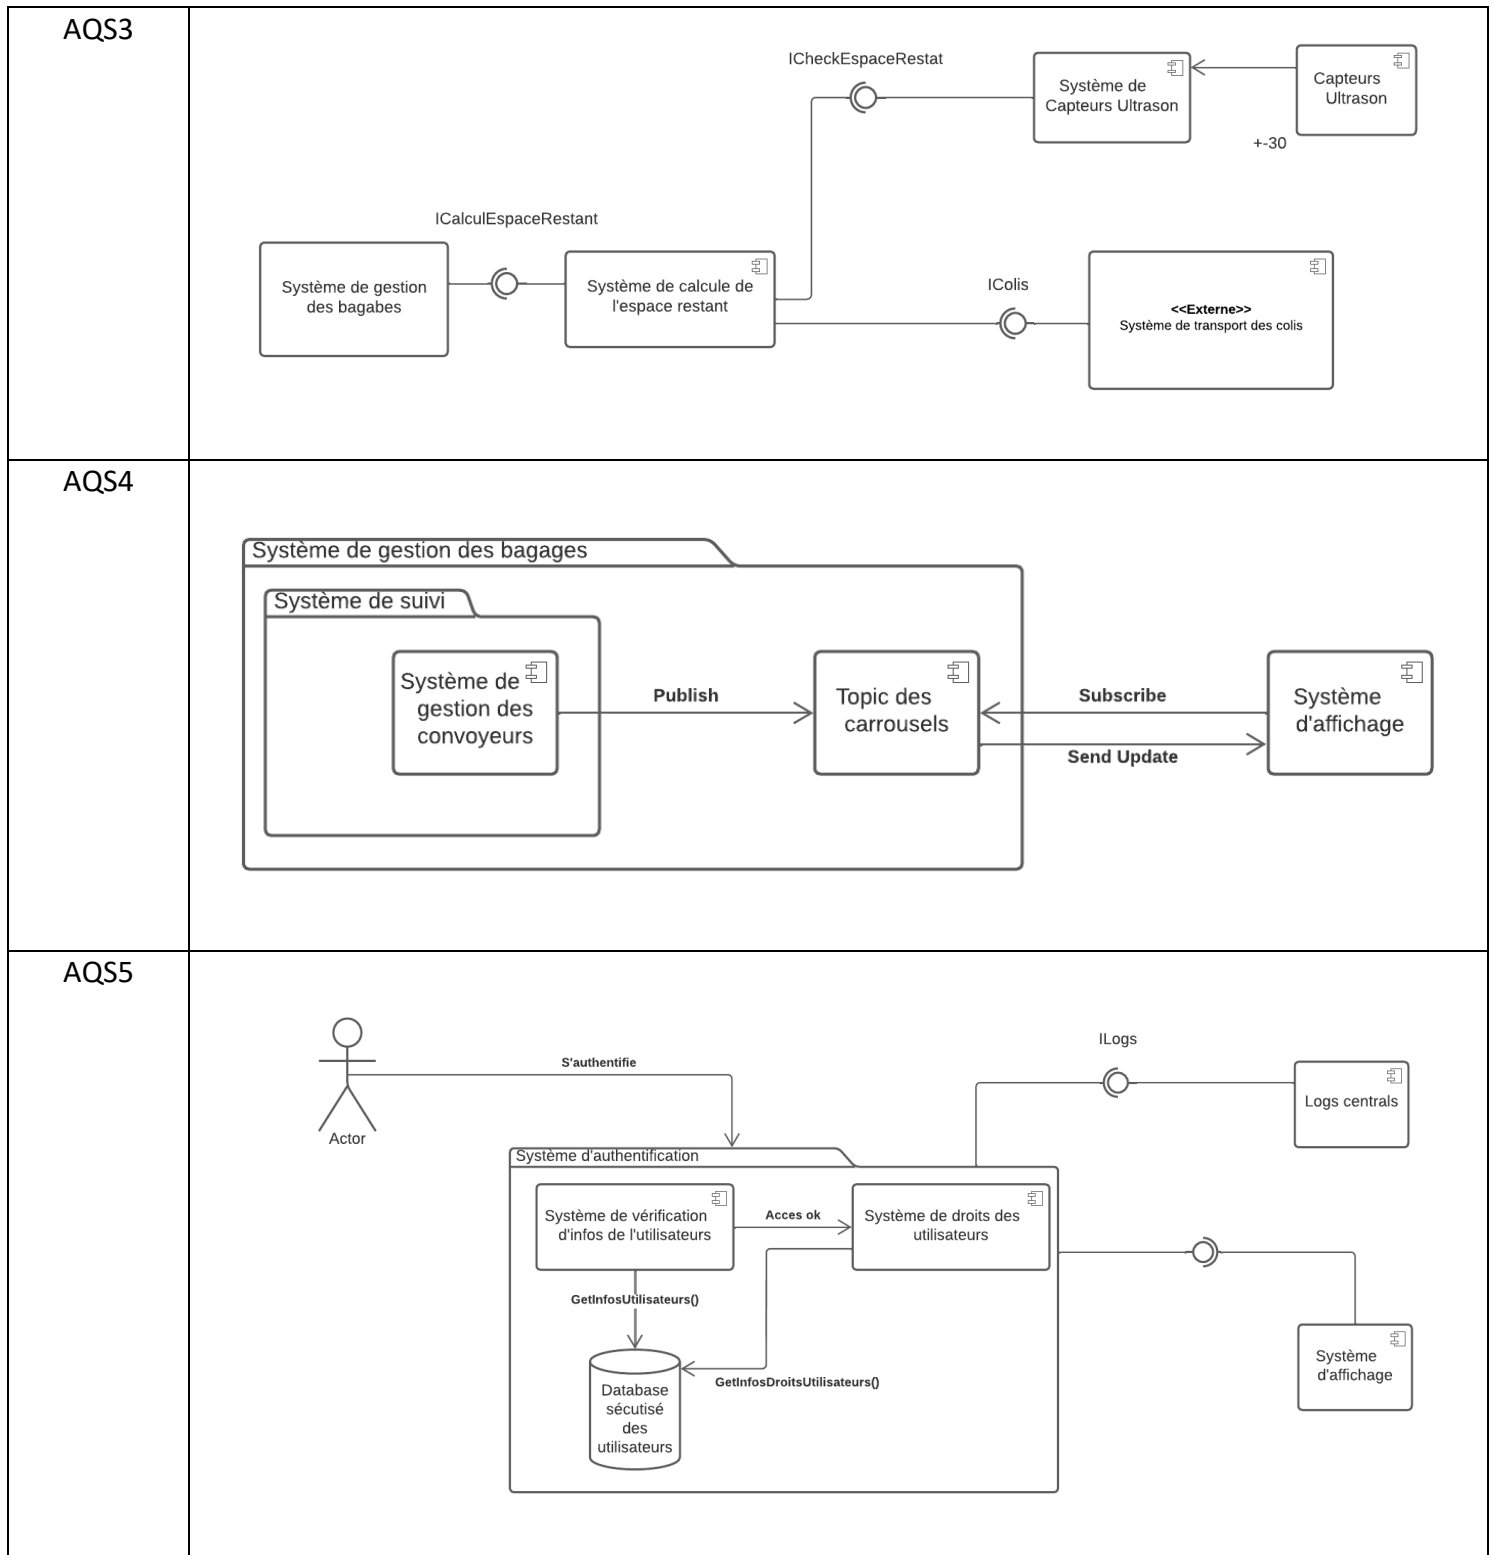 AQS3
ICheckEspaceRestat
Système de
Capteurs Ultrason
Capteurs
Ultrason
+-30
ICalculEspaceRestant
Système de gestion
des bagabes
Système de calcule de
l'espace restant
IColis
<<Externe>>
Système de transport des colis
AQS4
Système de gestion des bagages
Système de suivi
Système de
gestion des
convoyeurs
Publish
Topic des
carrousels
Subscribe
Send Update
Système
d'affichage
AQS5
S'authentifie
Actor
ILogs
Logs centrals
Système d'authentification
Système de vérification
d'infos de l'utilisateurs
Acces ok
Système de droits des
utilisateurs
GetInfosUtilisateurs()
GetInfosDroitsUtilisateurs()
Database
sécutisé
des
utilisateurs
Système
d'affichage